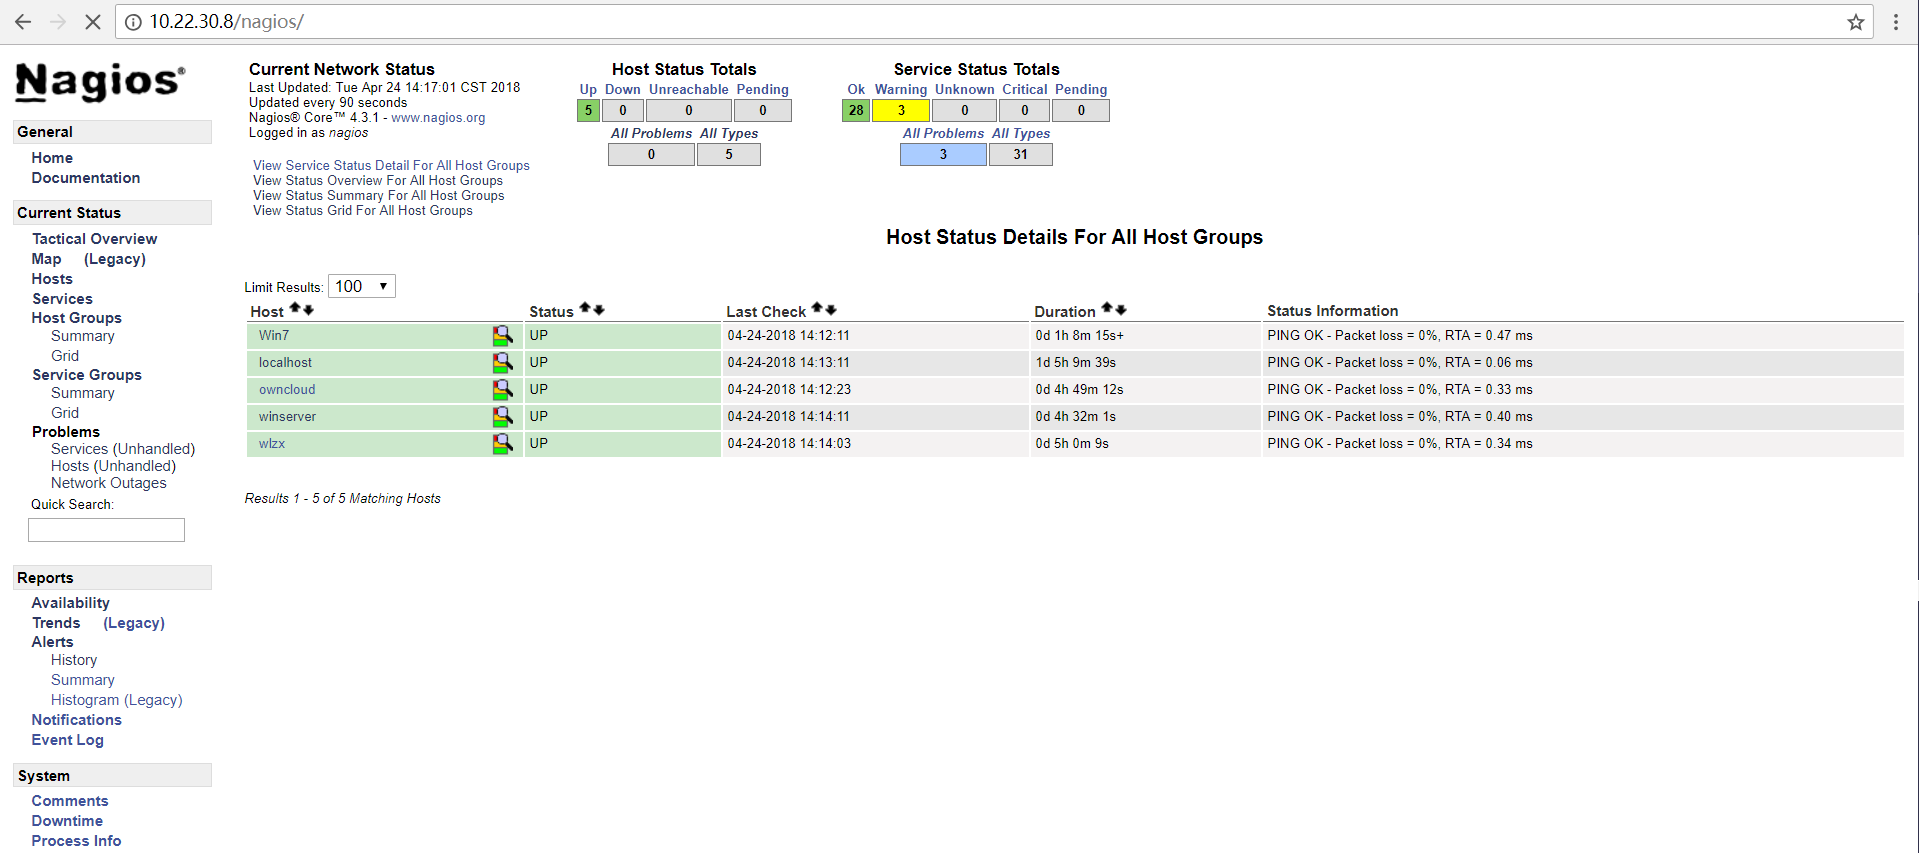 10.22.30.8/nagios/
Nagios®
General
Home
Documentation
Current Status
Tactical Overview
Map (Legacy)
Hosts
Services
Host Groups
Summary
Grid
Service Groups
Summary
Grid
Problems
Services (Unhandled)
Hosts (Unhandled)
Network Outages
Quick Search:
Reports
Availability
Trends (Legacy)
Alerts
History
Summary
Histogram (Legacy)
Notifications
Event Log
System
Comments
Downtime
Process Info
Current Network Status
Last Updated: Tue Apr 24 14:17:01 CST 2018
Updated every 90 seconds
Nagios® Core™ 4.3.1 - www.nagios.org
Logged in as nagios
View Service Status Detail For All Host Groups
View Status Overview For All Host Groups
View Status Summary For All Host Groups
View Status Grid For All Host Groups
Host Status Totals
Up Down Unreachable Pending
5 0 0 0
All Problems All Types
0 5
Service Status Totals
Ok Warning Unknown Critical Pending
28 3 0 0 0
All Problems All Types
3 31
Host Status Details For All Host Groups
Limit Results: 100
Host Status Last Check Duration Status Information
Win7 UP 04-24-2018 14:12:11 0d 1h 8m 15s+ PING OK - Packet loss = 0%, RTA = 0.47 ms
localhost UP 04-24-2018 14:13:11 1d 5h 9m 39s PING OK - Packet loss = 0%, RTA = 0.06 ms
owncloud UP 04-24-2018 14:12:23 0d 4h 49m 12s PING OK - Packet loss = 0%, RTA = 0.33 ms
winserver UP 04-24-2018 14:14:11 0d 4h 32m 1s PING OK - Packet loss = 0%, RTA = 0.40 ms
wlzx UP 04-24-2018 14:14:03 0d 5h 0m 9s PING OK - Packet loss = 0%, RTA = 0.34 ms
Results 1 - 5 of 5 Matching Hosts